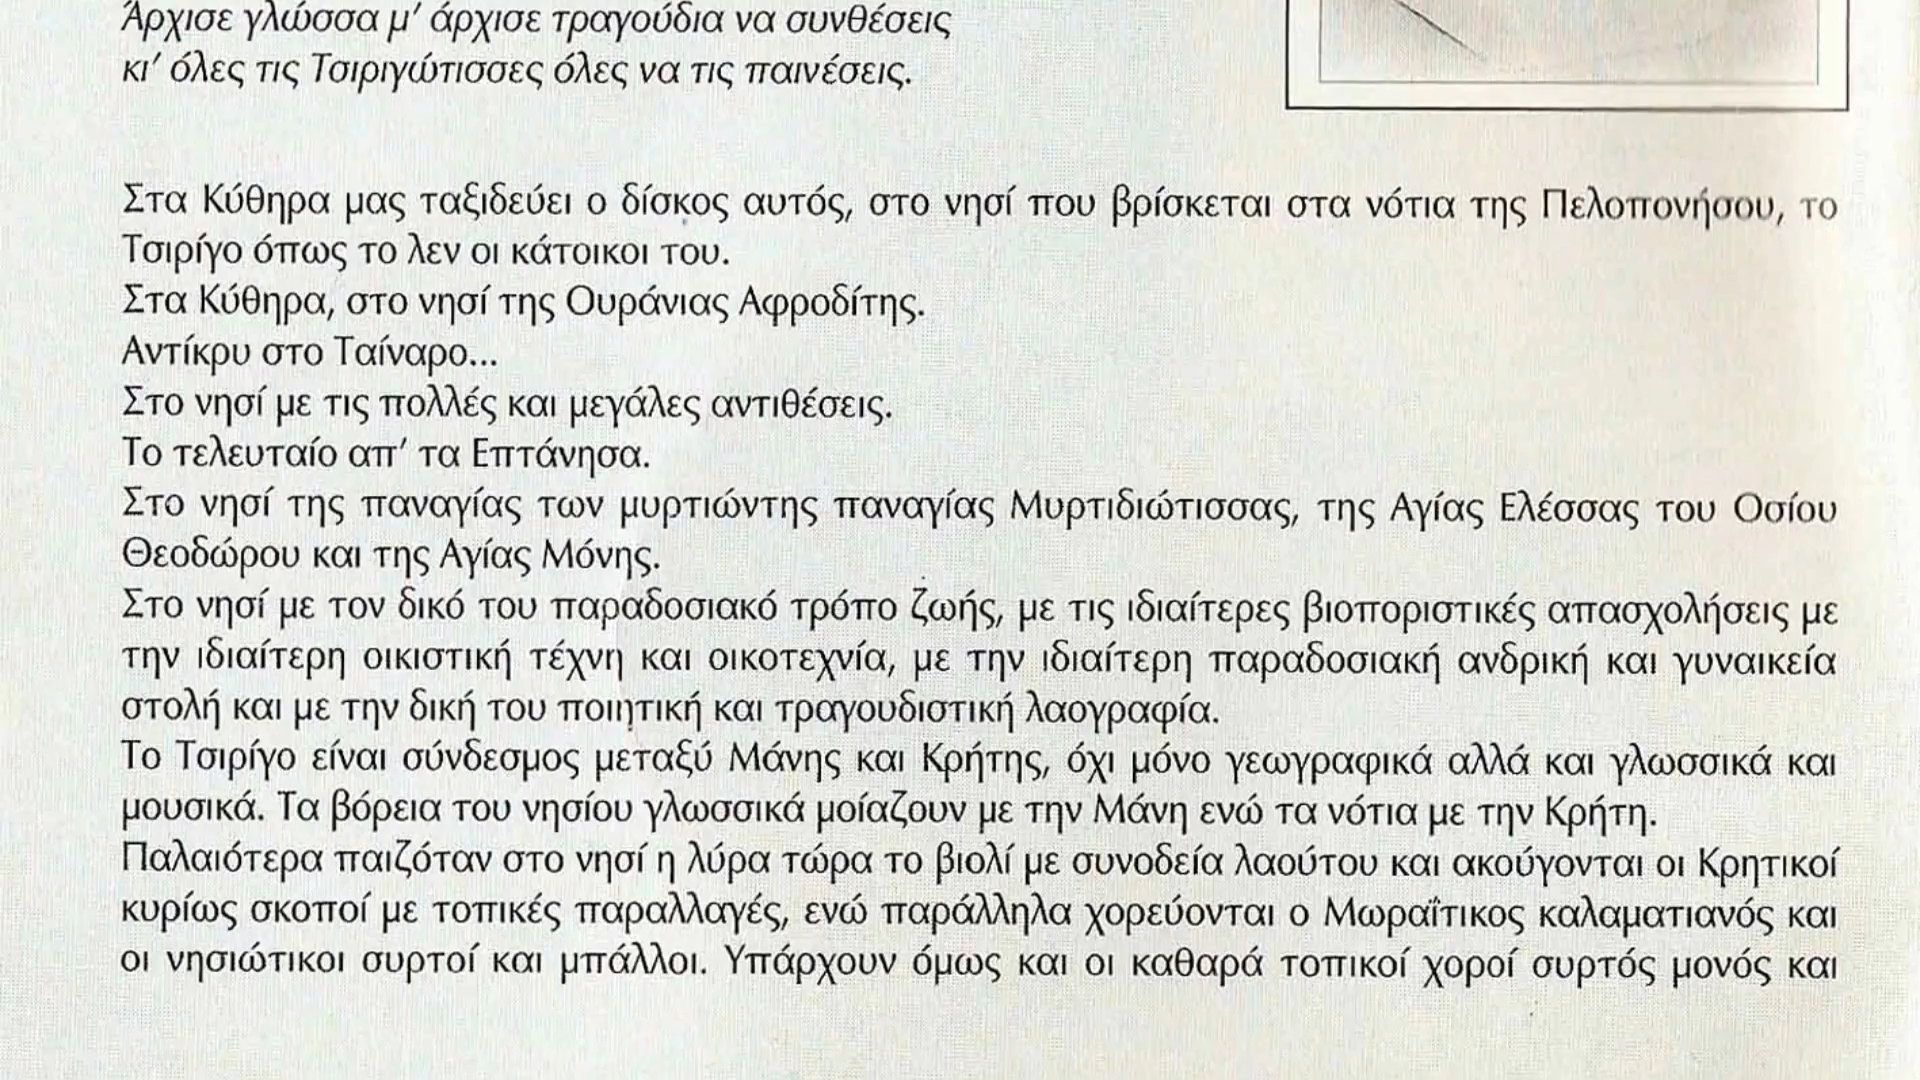 Άρχισε γλώσσα μ' άρχισε τραγούδια να συνθέσεις
κι' όλες τις Τσιριγώτισσες όλες να τις παινέσεις.
Στα Κύθηρα μας ταξιδεύει ο δίσκος αυτός, στο νησί που βρίσκεται στα νότια της Πελοπονήσου, το
Τσιρίγο όπως το λεν οι κάτοικοι του.
Στα Κύθηρα, στο νησί της Ουράνιας Αφροδίτης.
Αντίκρυ στο Ταίναρο...
Στο νησί με τις πολλές και μεγάλες αντιθέσεις.
Το τελευταίο απ' τα Επτάνησα.
Στο νησί της παναγίας των μυρτιώντης παναγίας Μυρτιδιώτισσας, της Αγίας Ελέσσας του Οσίου
Θεοδώρου και της Αγίας Μόνης.
Στο νησί με τον δικό του παραδοσιακό τρόπο ζωής, με τις ιδιαίτερες βιοποριστικές απασχολήσεις με
την ιδιαίτερη οικιστική τέχνη και οικοτεχνία, με την ιδιαίτερη παραδοσιακή ανδρική και γυναικεία
στολή και με την δική του ποιητική και τραγουδιστική λαογραφία.
Το Τσιρίγο είναι σύνδεσμος μεταξύ Μάνης και Κρήτης, όχι μόνο γεωγραφικά αλλά και γλωσσικά και
μουσικά. Τα βόρεια του νησίου γλωσσικά μοίαζουν με την Μάνη ενώ τα νότια με την Κρήτη.
Παλαιότερα παιζόταν στο νησί η λύρα τώρα το βιολί με συνοδεία λαούτου και ακούγονται οι Κρητικοί
κυρίως σκοποί με τοπικές παραλλαγές, ενώ παράλληλα χορεύονται ο Μωραΐτικος καλαματιανός και
οι νησιώτικοι συρτοί και μπάλλοι. Υπάρχουν όμως και οι καθαρά τοπικοί χοροί συρτός μονός και